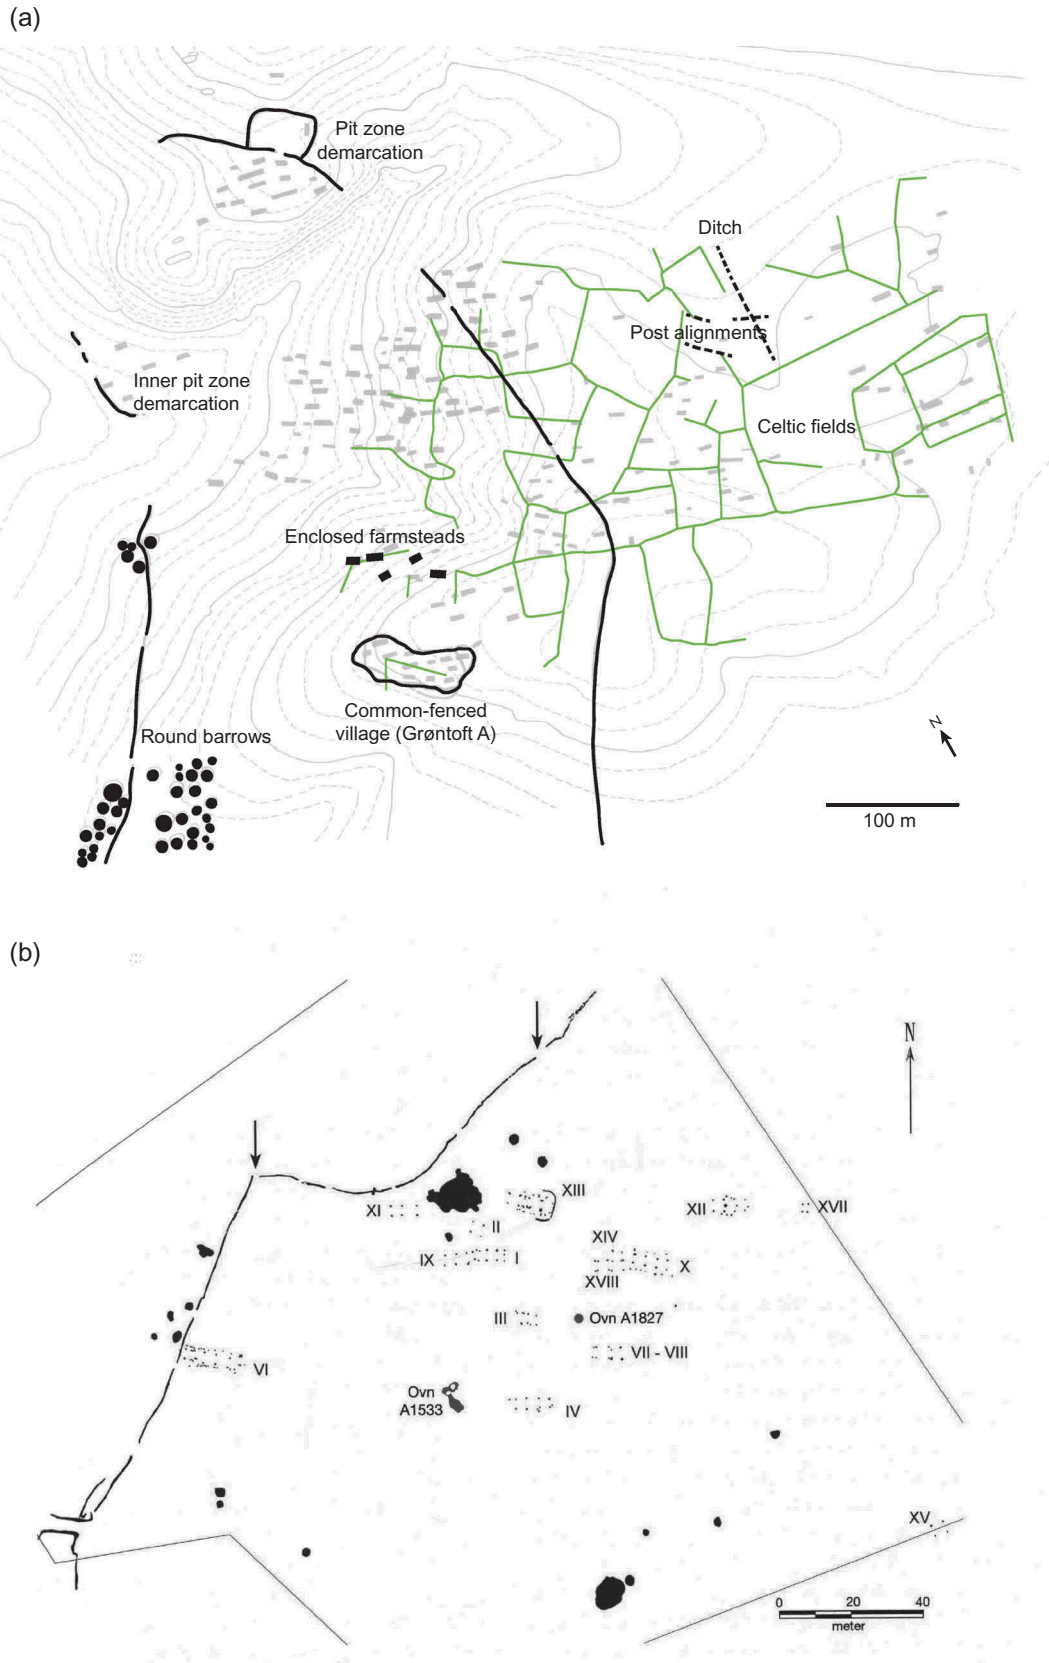 (a)
Pit zone
demarcation
Ditch
Post alignments
Inner pit zone
demarcation
Celtic fields
Enclosed farmsteads
Common-fenced
village (Grøntoft A)
Round barrows
N
100 m
(b)
N
XI
XIII
II
XII
XVII
IX
I
XIV
X
XVIII
III
Ovn A1827
VI
VII - VIII
Ovn
A1533
IV
XV
0 20 40
meter